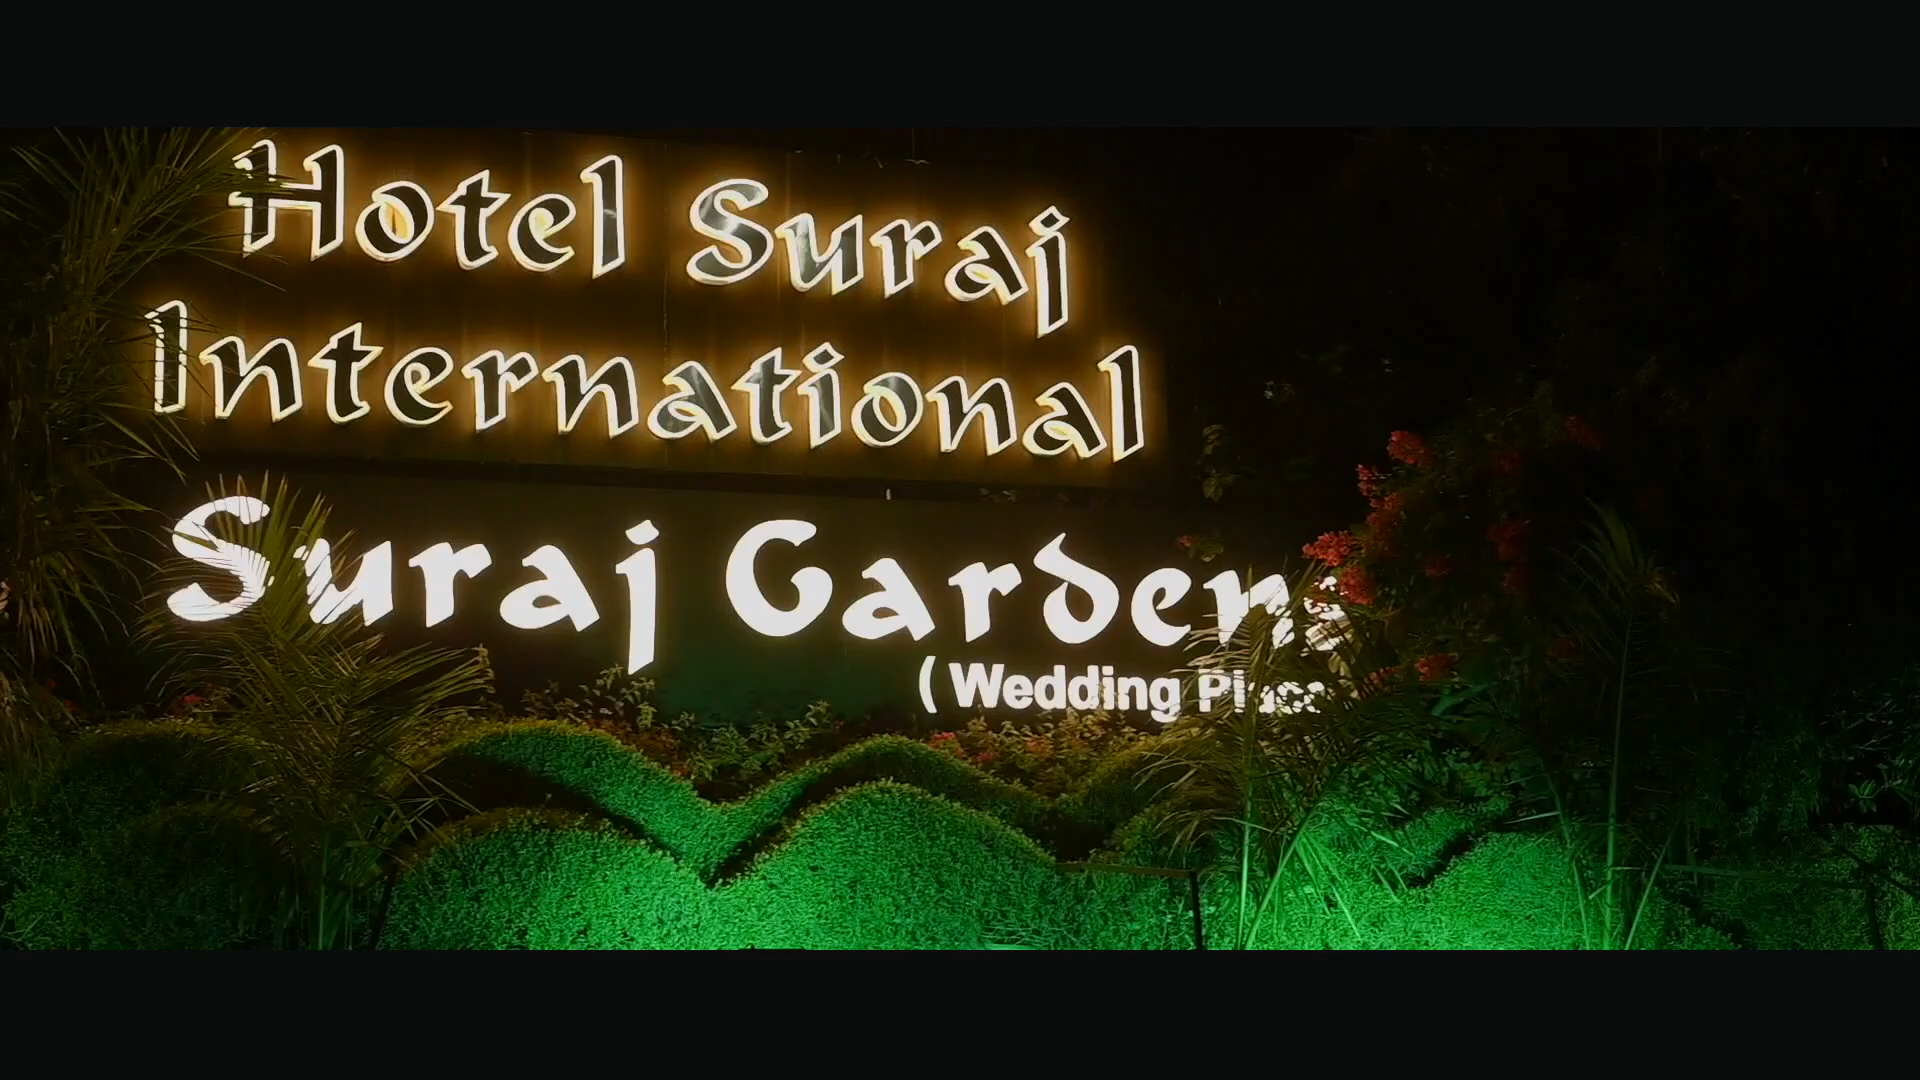 Hotel Suraj
International
Suraj Gardens
(Wedding Place